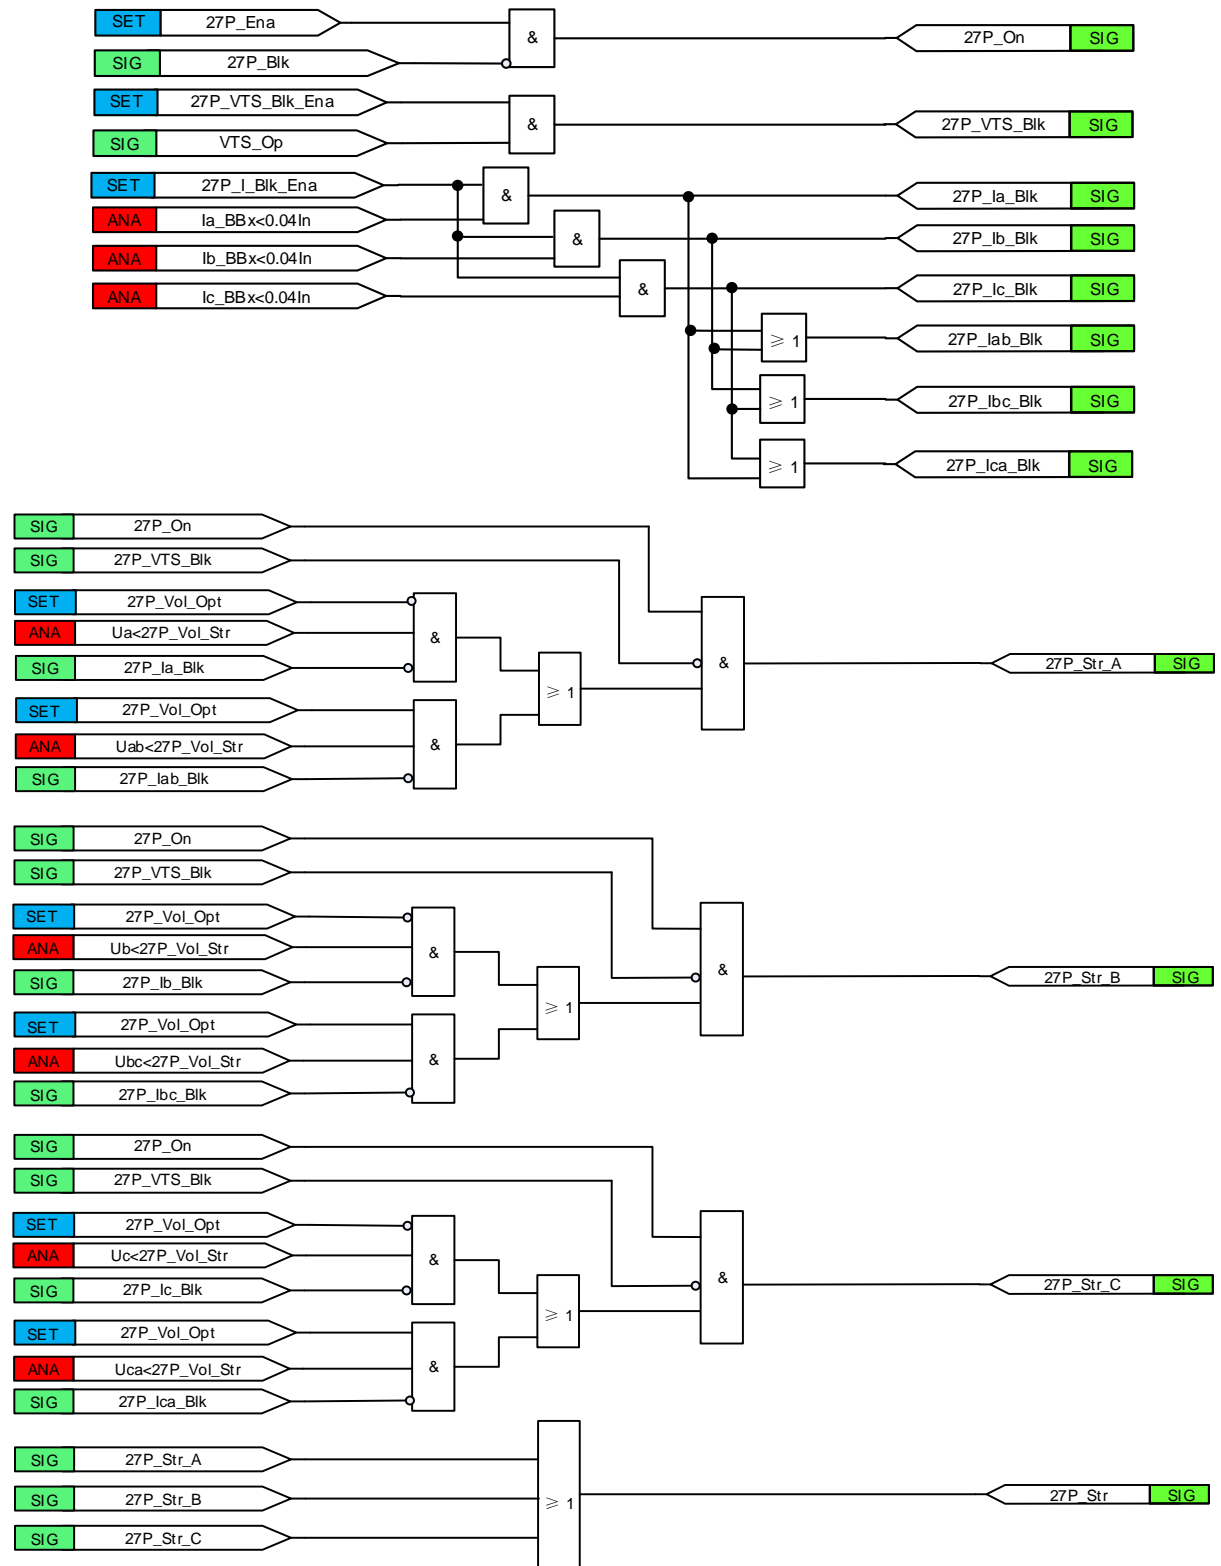 SET 27P_Ena
& 27P_On SIG
SIG 27P_Blk
SET 27P_VTS_Blk_Ena
& 27P_VTS_Blk SIG
SIG VTS_Op
SET 27P_I_Blk_Ena
& 27P_Ia_Blk SIG
ANA Ia_BBx<0.04In
& 27P_Ib_Blk SIG
ANA Ib_BBx<0.04In
& 27P_Ic_Blk SIG
ANA Ic_BBx<0.04In
≥ 1 27P_Iab_Blk SIG
≥ 1 27P_Ibc_Blk SIG
≥ 1 27P_Ica_Blk SIG
SIG 27P_On
SIG 27P_VTS_Blk
SET 27P_Vol_Opt
ANA Ua<27P_Vol_Str
&
SIG 27P_Ia_Blk
& 27P_Str_A SIG
≥ 1
SET 27P_Vol_Opt
ANA Uab<27P_Vol_Str
&
SIG 27P_Iab_Blk
SIG 27P_On
SIG 27P_VTS_Blk
SET 27P_Vol_Opt
ANA Ub<27P_Vol_Str
&
SIG 27P_Ib_Blk
& 27P_Str_B SIG
≥ 1
SET 27P_Vol_Opt
ANA Ubc<27P_Vol_Str
&
SIG 27P_Ibc_Blk
SIG 27P_On
SIG 27P_VTS_Blk
SET 27P_Vol_Opt
ANA Uc<27P_Vol_Str
&
SIG 27P_Ic_Blk
& 27P_Str_C SIG
≥ 1
SET 27P_Vol_Opt
ANA Uca<27P_Vol_Str
&
SIG 27P_Ica_Blk
SIG 27P_Str_A
SIG 27P_Str_B
≥ 1 27P_Str SIG
SIG 27P_Str_C